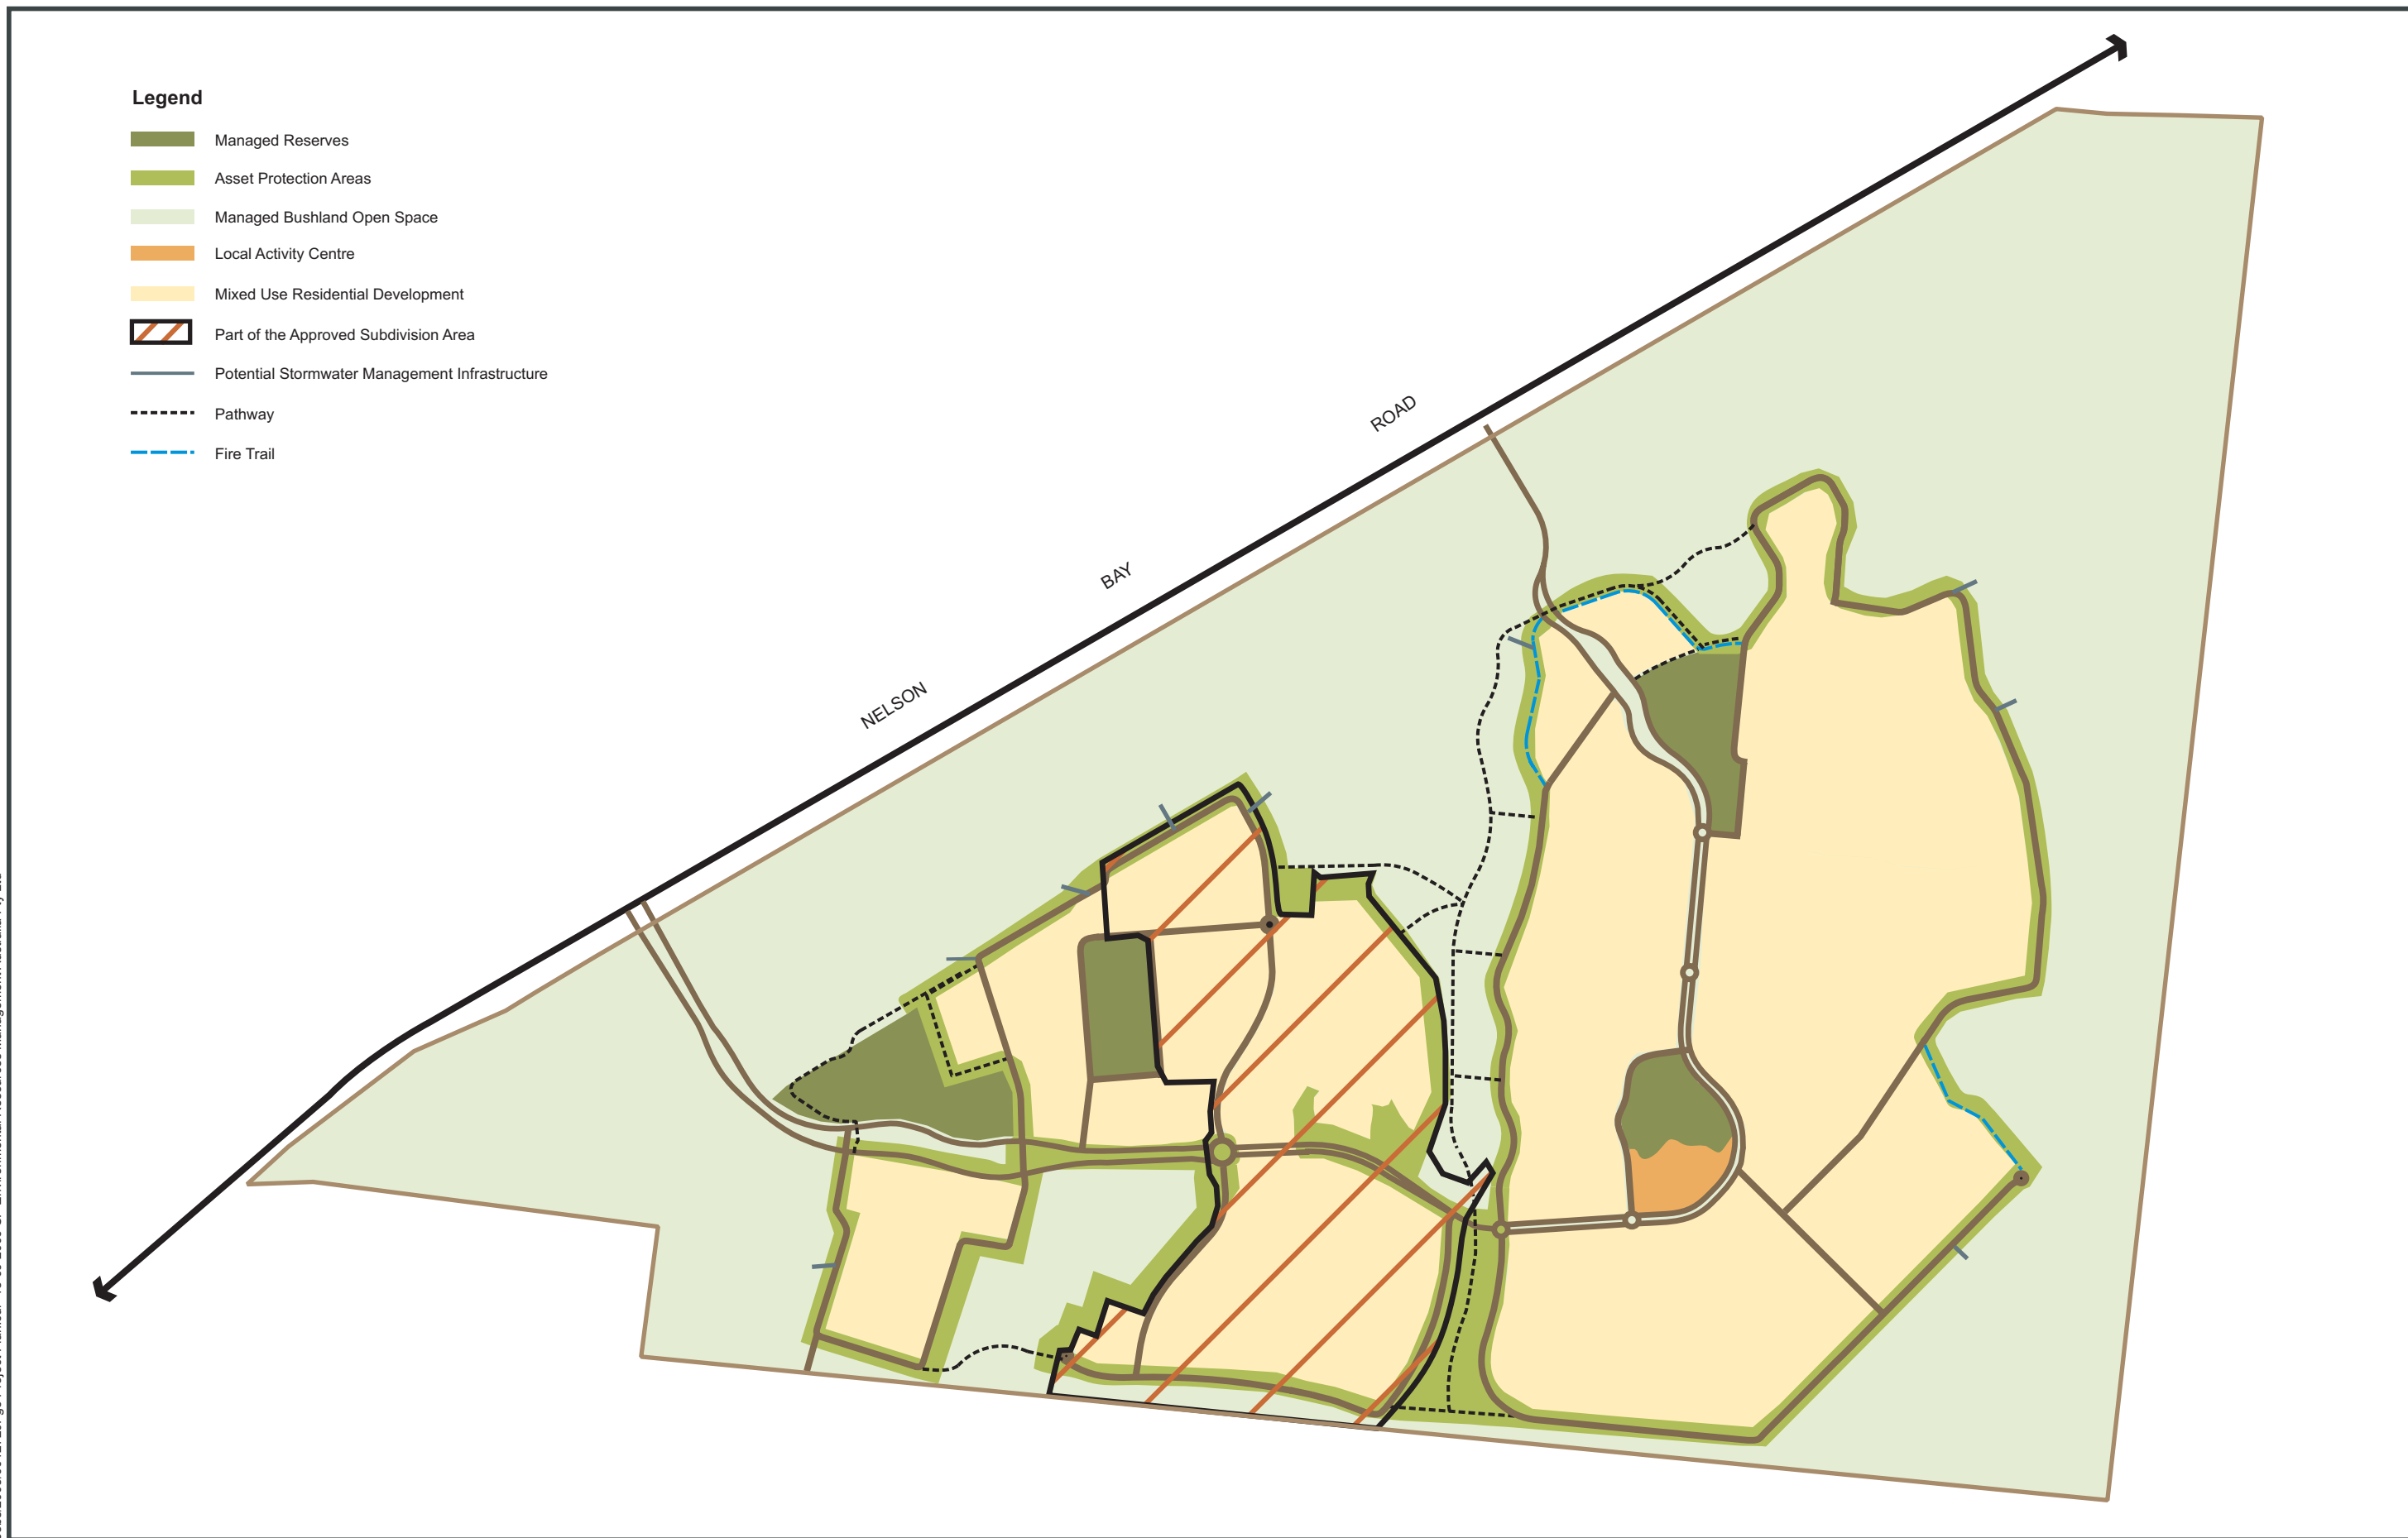 Legend
Managed Reserves
Asset Protection Areas
Managed Bushland Open Space
Local Activity Centre
Mixed Use Residential Development
Part of the Approved Subdivision Area
Potential Stormwater Management Infrastructure
Pathway
Fire Trail
NELSON
BAY
ROAD